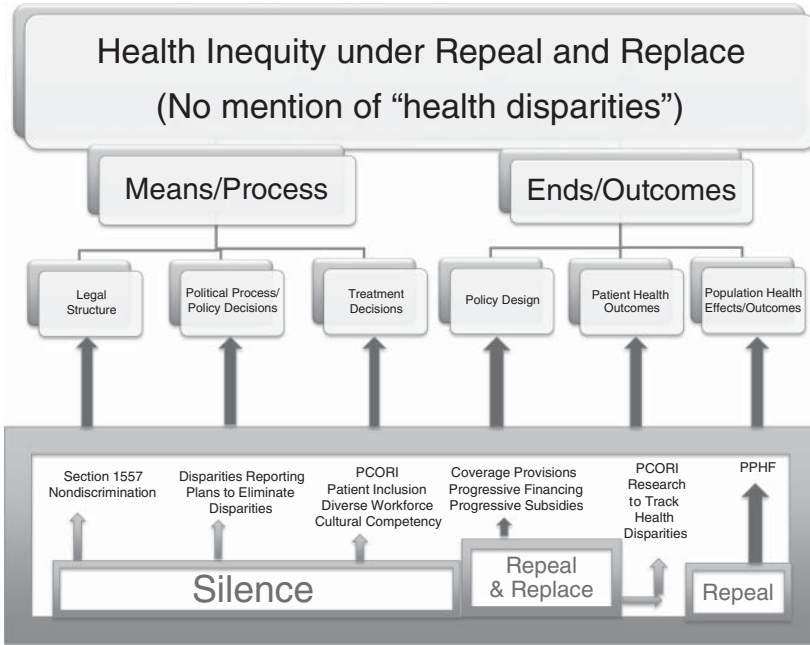 Health Inequity under Repeal and Replace
(No mention of “health disparities”)
Means/Process
Ends/Outcomes
Legal
Structure
Political Process/
Policy Decisions
Treatment
Decisions
Policy Design
Patient Health
Outcomes
Population Health
Effects/Outcomes
Section 1557
Nondiscrimination
Disparities Reporting
Plans to Eliminate
Disparities
PCORI
Patient Inclusion
Diverse Workforce
Cultural Competency
Coverage Provisions
Progressive Financing
Progressive Subsidies
PCORI
Research
to Track
Health
Disparities
PPHF
Silence
Repeal
& Replace
Repeal